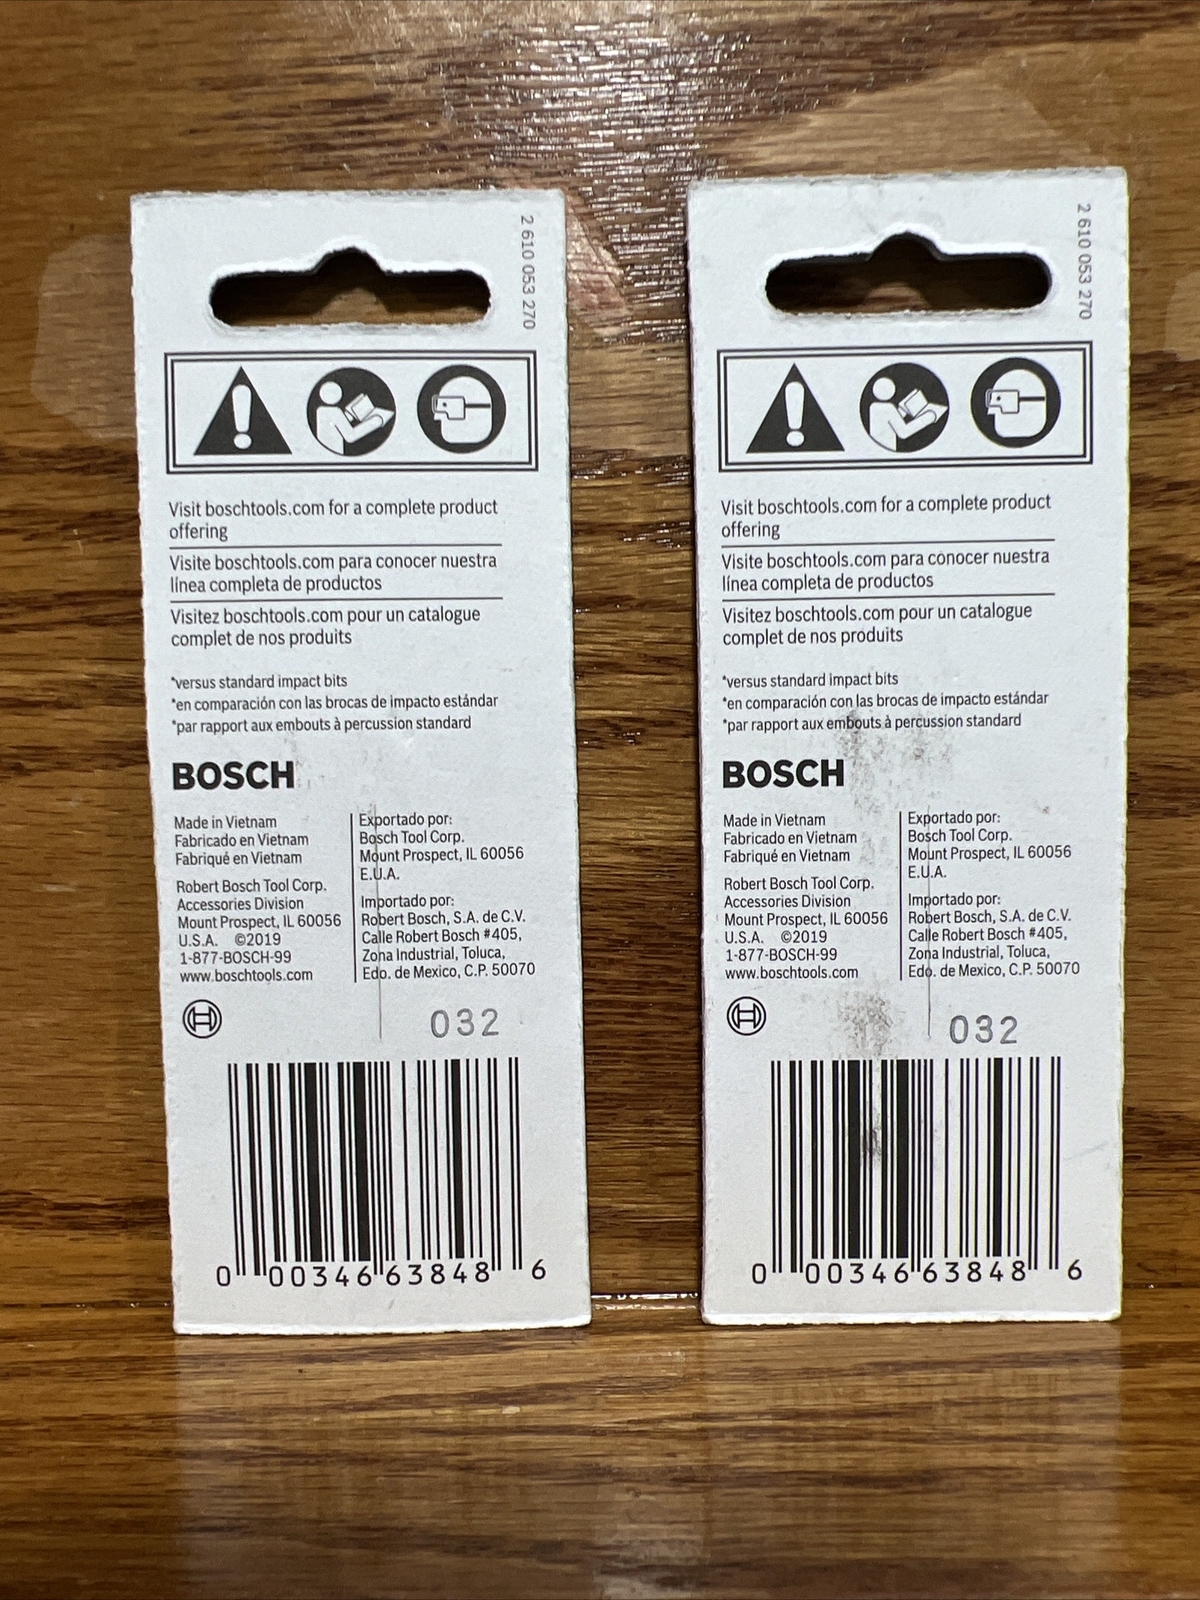 2 610 053 270
Visit boschtools.com for a complete product
offering
Visite boschtools.com para conocer nuestra
línea completa de productos
Visitez boschtools.com pour un catalogue
complet de nos produits
*versus standard impact bits
*en comparación con las brocas de impacto estándar
*par rapport aux embouts à percussion standard
BOSCH
Made in Vietnam
Fabricado en Vietnam
Fabriqué en Vietnam
Robert Bosch Tool Corp.
Accessories Division
Mount Prospect, IL 60056
U.S.A. ©2019
1-877-BOSCH-99
www.boschtools.com
Exportado por:
Bosch Tool Corp.
Mount Prospect, IL 60056
E.U.A.
Importado por:
Robert Bosch, S.A. de C.V.
Calle Robert Bosch #405,
Zona Industrial, Toluca,
Edo. de Mexico, C.P. 50070
032
0 00346 63848 6
2 610 053 270
Visit boschtools.com for a complete product
offering
Visite boschtools.com para conocer nuestra
línea completa de productos
Visitez boschtools.com pour un catalogue
complet de nos produits
*versus standard impact bits
*en comparación con las brocas de impacto estándar
*par rapport aux embouts à percussion standard
BOSCH
Made in Vietnam
Fabricado en Vietnam
Fabriqué en Vietnam
Robert Bosch Tool Corp.
Accessories Division
Mount Prospect, IL 60056
U.S.A. ©2019
1-877-BOSCH-99
www.boschtools.com
Exportado por:
Bosch Tool Corp.
Mount Prospect, IL 60056
E.U.A.
Importado por:
Robert Bosch, S.A. de C.V.
Calle Robert Bosch #405,
Zona Industrial, Toluca,
Edo. de Mexico, C.P. 50070
032
0 00346 63848 6